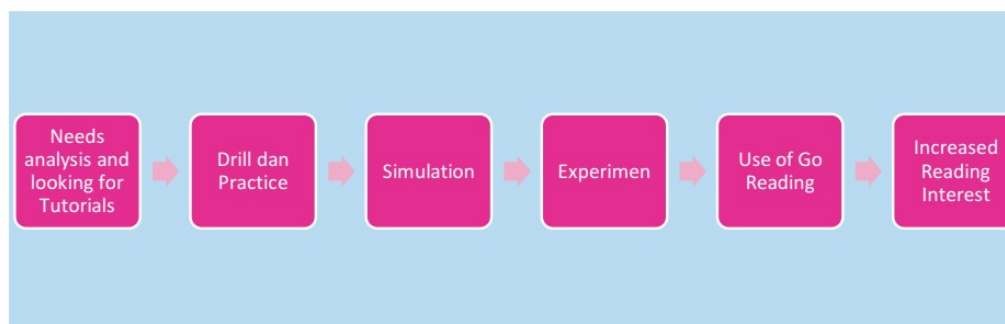 Needs
analysis and
looking for
Tutorials
Drill dan
Practice
Simulation
Experimen
Use of Go
Reading
Increased
Reading
Interest